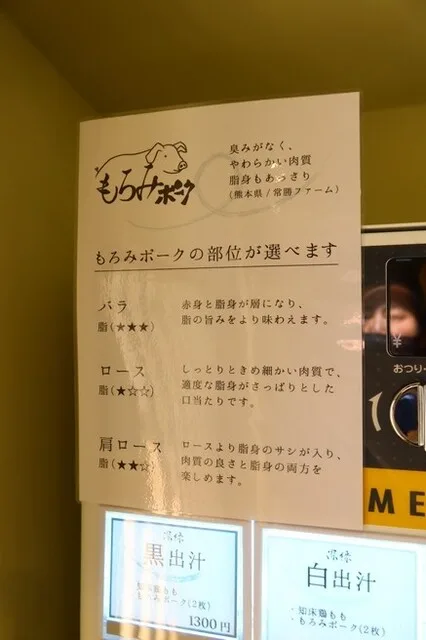 もろみポーク
臭みがなく、
やわらかい肉質
脂身もあっさり
(熊本県/常勝ファーム)
もろみポークの部位が選べます
バラ
脂(★★★)
赤身と脂身が層になり、
脂の旨みをより味わえます。
ロース
脂(★☆☆)
しっとりときめ細かい肉質で、
適度な脂身がさっぱりとした
口当たりです。
肩ロース
脂(★★☆)
ロースより脂身のサシが入り、
肉質の良さと脂身の両方を
楽しめます。
¥
おつり
ME
黒出汁
もろみポーク(2枚)
1300円
白出汁
・知床鶏もも
・もろみポーク(2枚)